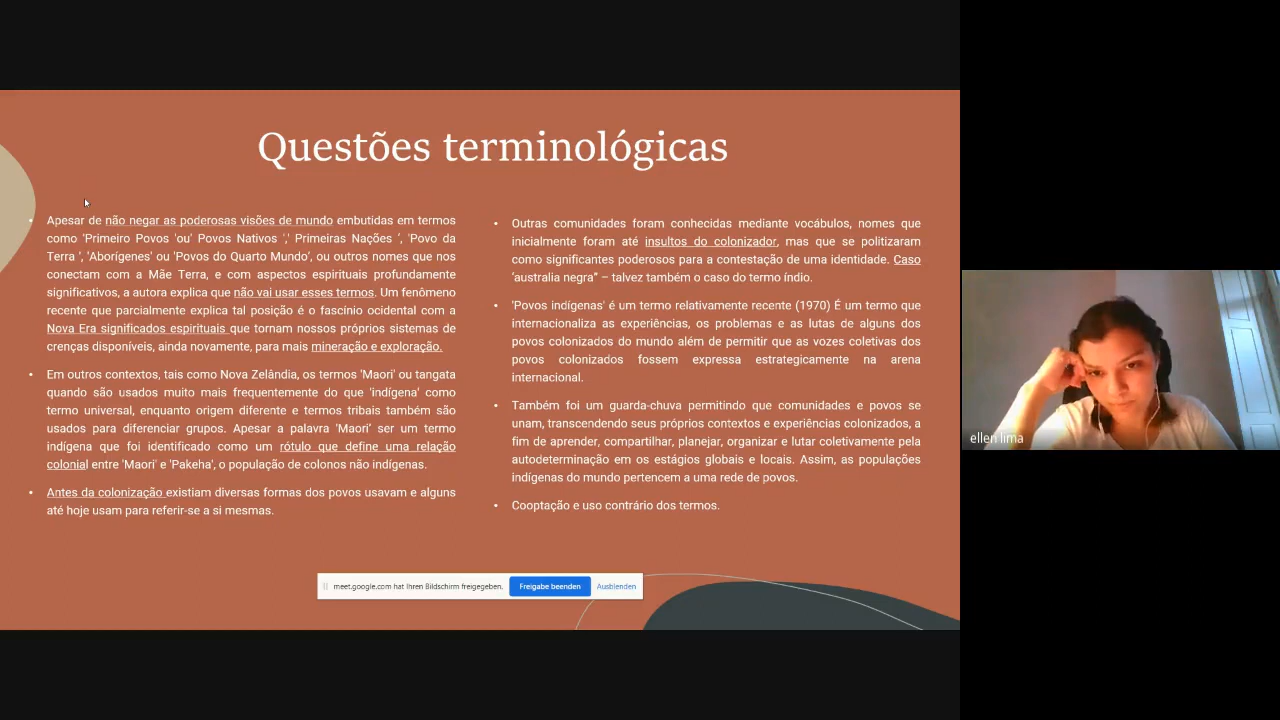 Questões terminológicas
• Apesar de não negar as poderosas visões de mundo embutidas em termos
como 'Primeiro Povos 'ou' Povos Nativos ',' Primeiras Nações ', 'Povo da
Terra ', 'Aborígenes' ou 'Povos do Quarto Mundo', ou outros nomes que nos
conectam com a Mãe Terra, e com aspectos espirituais profundamente
significativos, a autora explica que não vai usar esses termos. Um fenômeno
recente que parcialmente explica tal posição é o fascínio ocidental com a
Nova Era significados espirituais que tornam nossos próprios sistemas de
crenças disponíveis, ainda novamente, para mais mineração e exploração.
• Em outros contextos, tais como Nova Zelândia, os termos 'Maori' ou tangata
quando são usados muito mais frequentemente do que 'indígena' como
termo universal, enquanto origem diferente e termos tribais também são
usados para diferenciar grupos. Apesar a palavra 'Maori' ser um termo
indígena que foi identificado como um rótulo que define uma relação
colonial entre 'Maori' e 'Pakeha', o população de colonos não indígenas.
• Antes da colonização existiam diversas formas dos povos usavam e alguns
até hoje usam para referir-se a si mesmas.
• Outras comunidades foram conhecidas mediante vocábulos, nomes que
inicialmente foram até insultos do colonizador, mas que se politizaram
como significantes poderosos para a contestação de uma identidade. Caso
'australia negra" – talvez também o caso do termo índio.
• 'Povos indígenas' é um termo relativamente recente (1970) É um termo que
internacionaliza as experiências, os problemas e as lutas de alguns dos
povos colonizados do mundo além de permitir que as vozes coletivas dos
povos colonizados fossem expressa estrategicamente na arena
internacional.
• Também foi um guarda-chuva permitindo que comunidades e povos se
unam, transcendendo seus próprios contextos e experiências colonizados, a
fim de aprender, compartilhar, planejar, organizar e lutar coletivamente pela
autodeterminação em os estágios globais e locais. Assim, as populações
indígenas do mundo pertencem a uma rede de povos.
• Cooptação e uso contrário dos termos.
meet.google.com hat Ihren Bildschirm freigegeben. Freigabe beenden Ausblenden
ellen lima